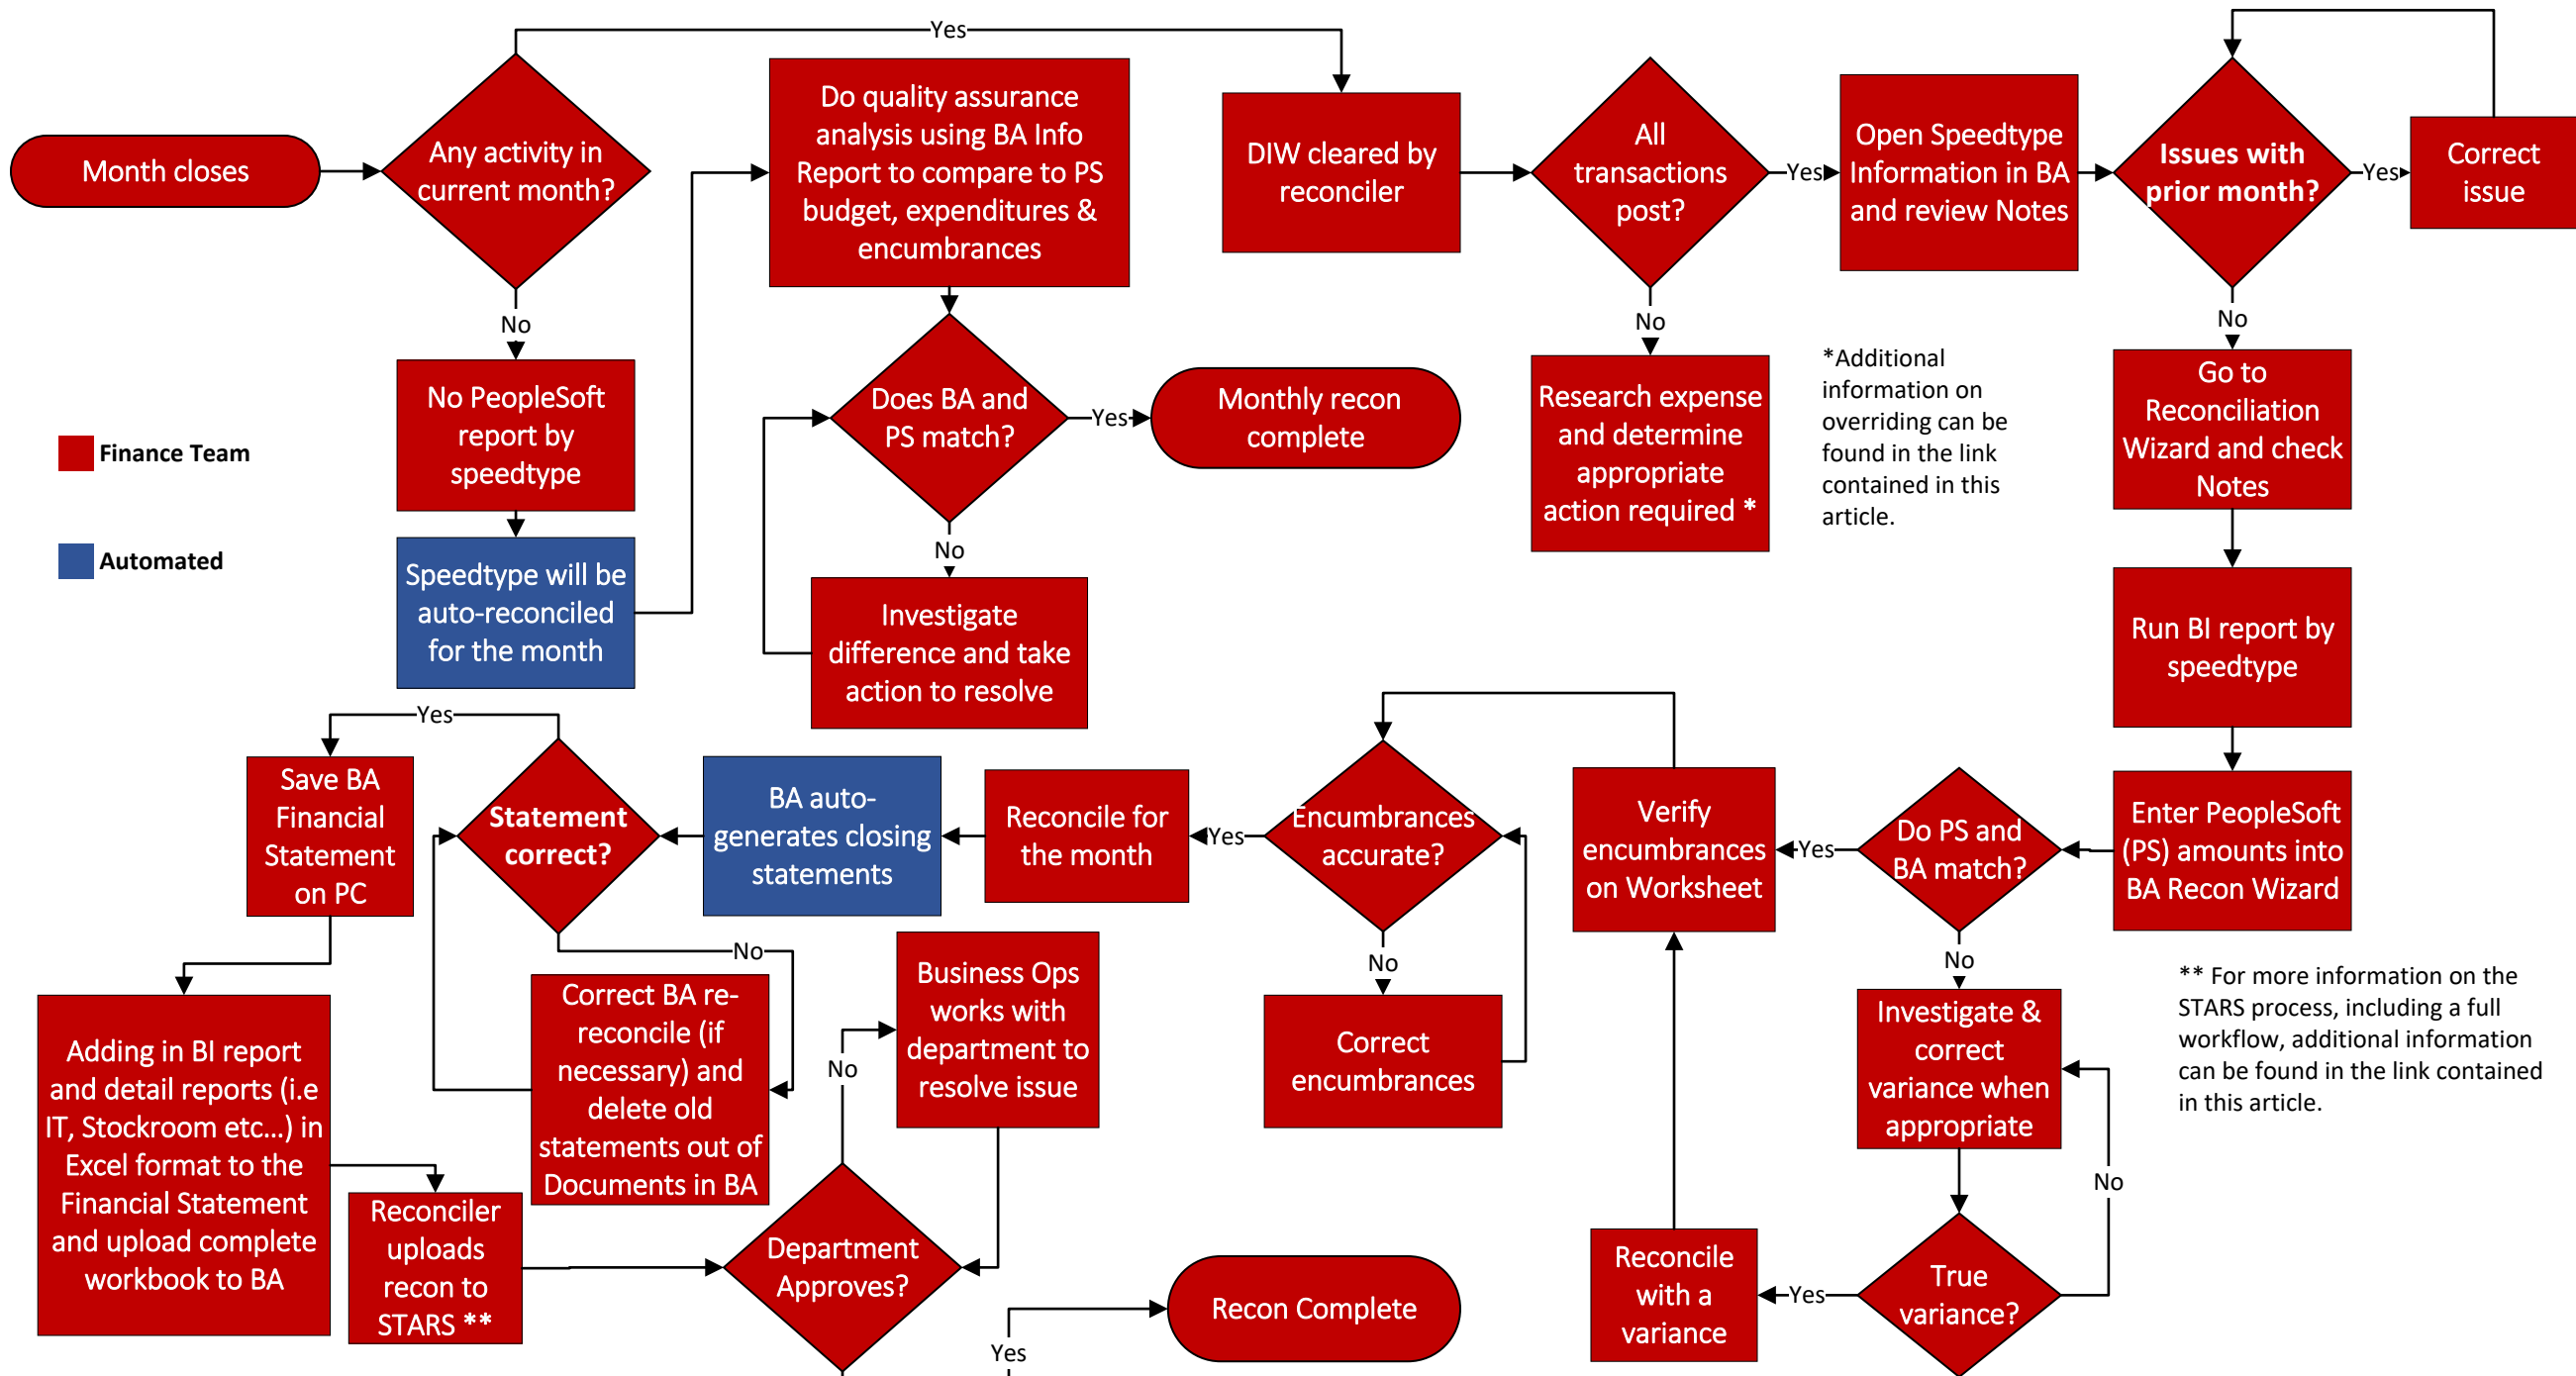 Yes
Month closes
Any activity in
current month?
Do quality assurance
analysis using BA Info
Report to compare to PS
budget, expenditures &
encumbrances
DIW cleared by
reconciler
All
transactions
post?
Yes
Open Speedtype
Information in BA
and review Notes
Issues with
prior month?
Yes
Correct
issue
No
No
No
No PeopleSoft
report by
speedtype
Does BA and
PS match?
Yes
Monthly recon
complete
Research expense
and determine
appropriate
action required *
*Additional
information on
overriding can be
found in the link
contained in this
article.
Go to
Reconciliation
Wizard and check
Notes
Finance Team
Automated
Speedtype will be
auto-reconciled
for the month
No
Investigate
difference and take
action to resolve
Run BI report by
speedtype
Yes
Save BA
Financial
Statement
on PC
Statement
correct?
BA auto-
generates closing
statements
Reconcile for
the month
Yes
Encumbrances
accurate?
Verify
encumbrances
on Worksheet
Yes
Do PS and
BA match?
Enter PeopleSoft
(PS) amounts into
BA Recon Wizard
No
No
No
Adding in BI report
and detail reports (i.e
IT, Stockroom etc...) in
Excel format to the
Financial Statement
and upload complete
workbook to BA
Correct BA re-
reconcile (if
necessary) and
delete old
statements out of
Documents in BA
No
Business Ops
works with
department to
resolve issue
Correct
encumbrances
Investigate &
correct
variance when
appropriate
** For more information on the
STARS process, including a full
workflow, additional information
can be found in the link contained
in this article.
No
Reconciler
uploads
recon to
STARS **
Department
Approves?
Recon Complete
Yes
Reconcile
with a
variance
Yes
True
variance?